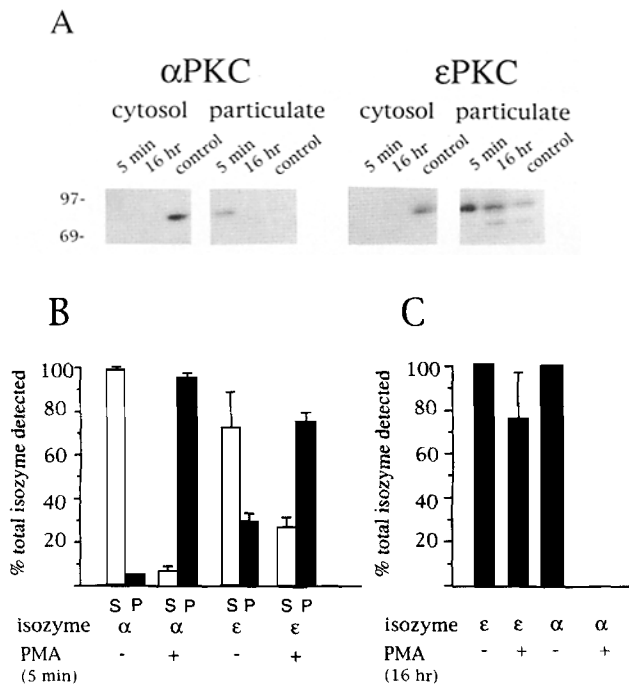 A
αPKC εPKC
cytosol particulate cytosol particulate
5 min 16 hr control 5 min 16 hr control 5 min 16 hr control 5 min 16 hr control
97-
69-
B
% total isozyme detected
100
80
60
40
20
S P S P S P S P
isozyme α α ε ε
PMA - + - +
(5 min)
C
% total isozyme detected
100
80
60
40
20
isozyme ε ε α α
PMA - + - +
(16 hr)